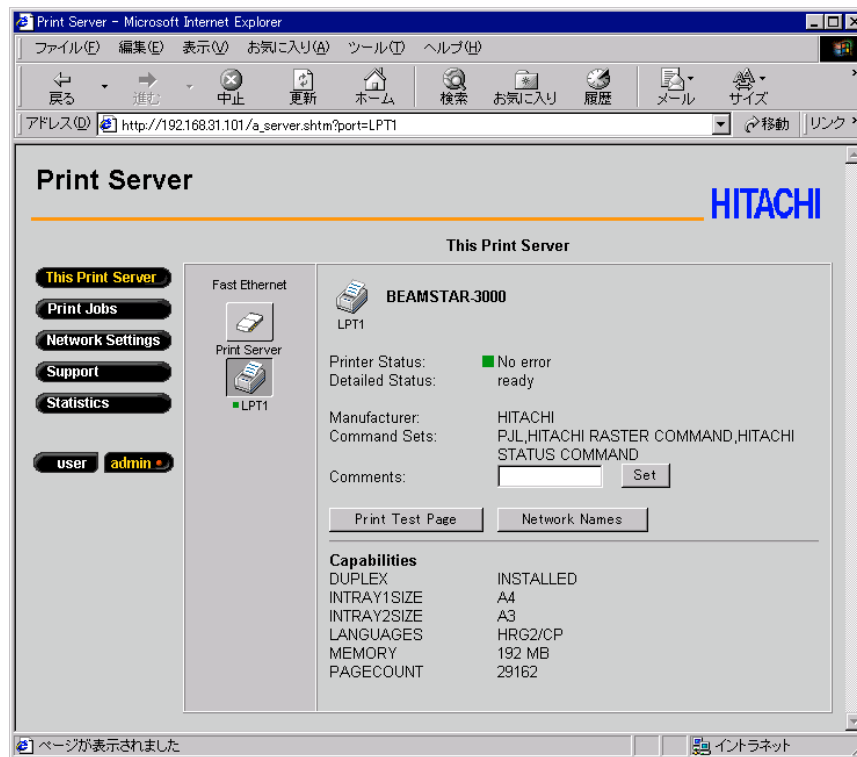 Print Server - Microsoft Internet Explorer
ファイル(F) 編集(E) 表示(V) お気に入り(A) ツール(T) ヘルプ(H)
戻る 進む 中止 更新 ホーム 検索 お気に入り 履歴 メール サイズ
アドレス(D) http://192.168.31.101/a_server.shtm?port=LPT1 移動 リンク
Print Server
HITACHI
This Print Server
This Print Server
Print Jobs
Network Settings
Support
Statistics
user admin
Fast Ethernet
Print Server
LPT1
BEAMSTAR-3000
LPT1
Printer Status: No error
Detailed Status: ready
Manufacturer: HITACHI
Command Sets: PJL,HITACHI RASTER COMMAND,HITACHI
STATUS COMMAND
Comments: Set
Print Test Page Network Names
Capabilities
DUPLEX INSTALLED
INTRAY1SIZE A4
INTRAY2SIZE A3
LANGUAGES HRG2/CP
MEMORY 192 MB
PAGECOUNT 29162
ページが表示されました イントラネット